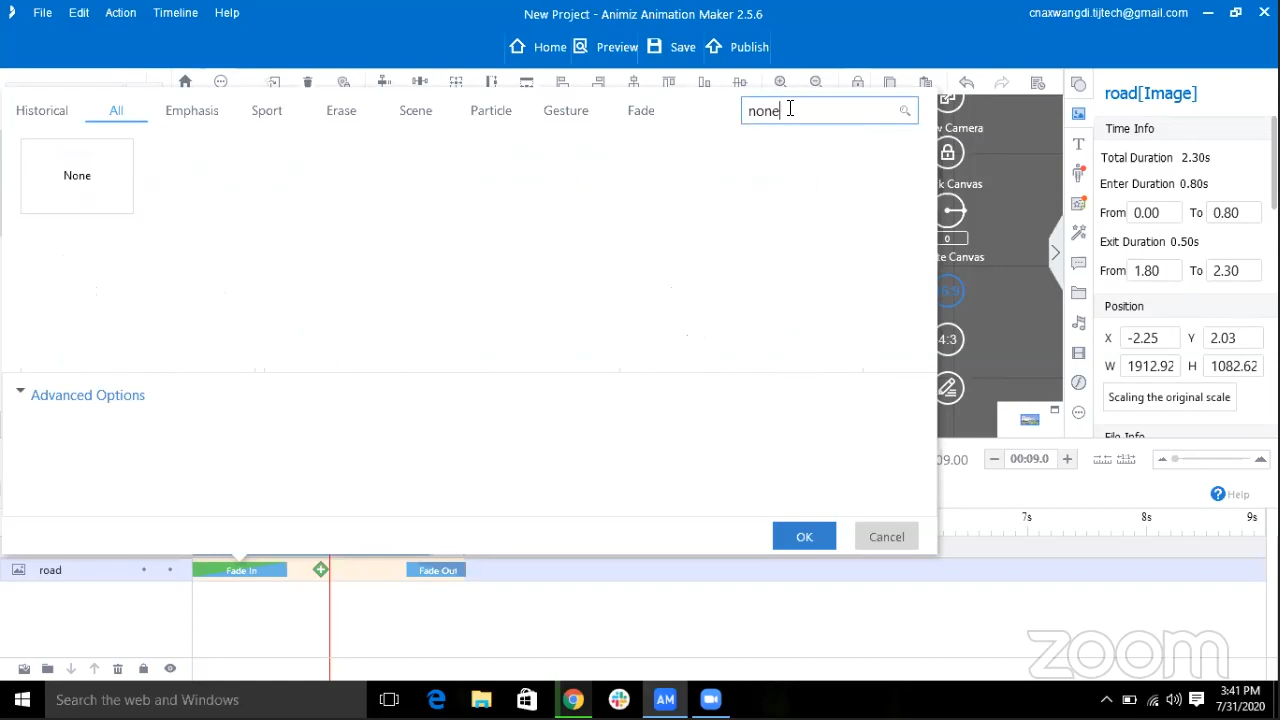 File Edit Action Timeline Help
New Project - Animiz Animation Maker 2.5.6
cnaxwangdi.tijtech@gmail.com
Home Preview Save Publish
Historical All Emphasis Sport Erase Scene Particle Gesture Fade
none
None
Advanced Options
OK Cancel
w Camera
k Canvas
0
te Canvas
4:3
road[Image]
Time Info
Total Duration 2.30s
Enter Duration 0.80s
From 0.00 To 0.80
Exit Duration 0.50s
From 1.80 To 2.30
Position
X -2.25 Y 2.03
W 1912.92 H 1082.62
Scaling the original scale
File Info
09.00 00:09.0
Help
7s 8s 9s
road Fade In Fade Out
zoom
Search the web and Windows
AM
3:41 PM
7/31/2020